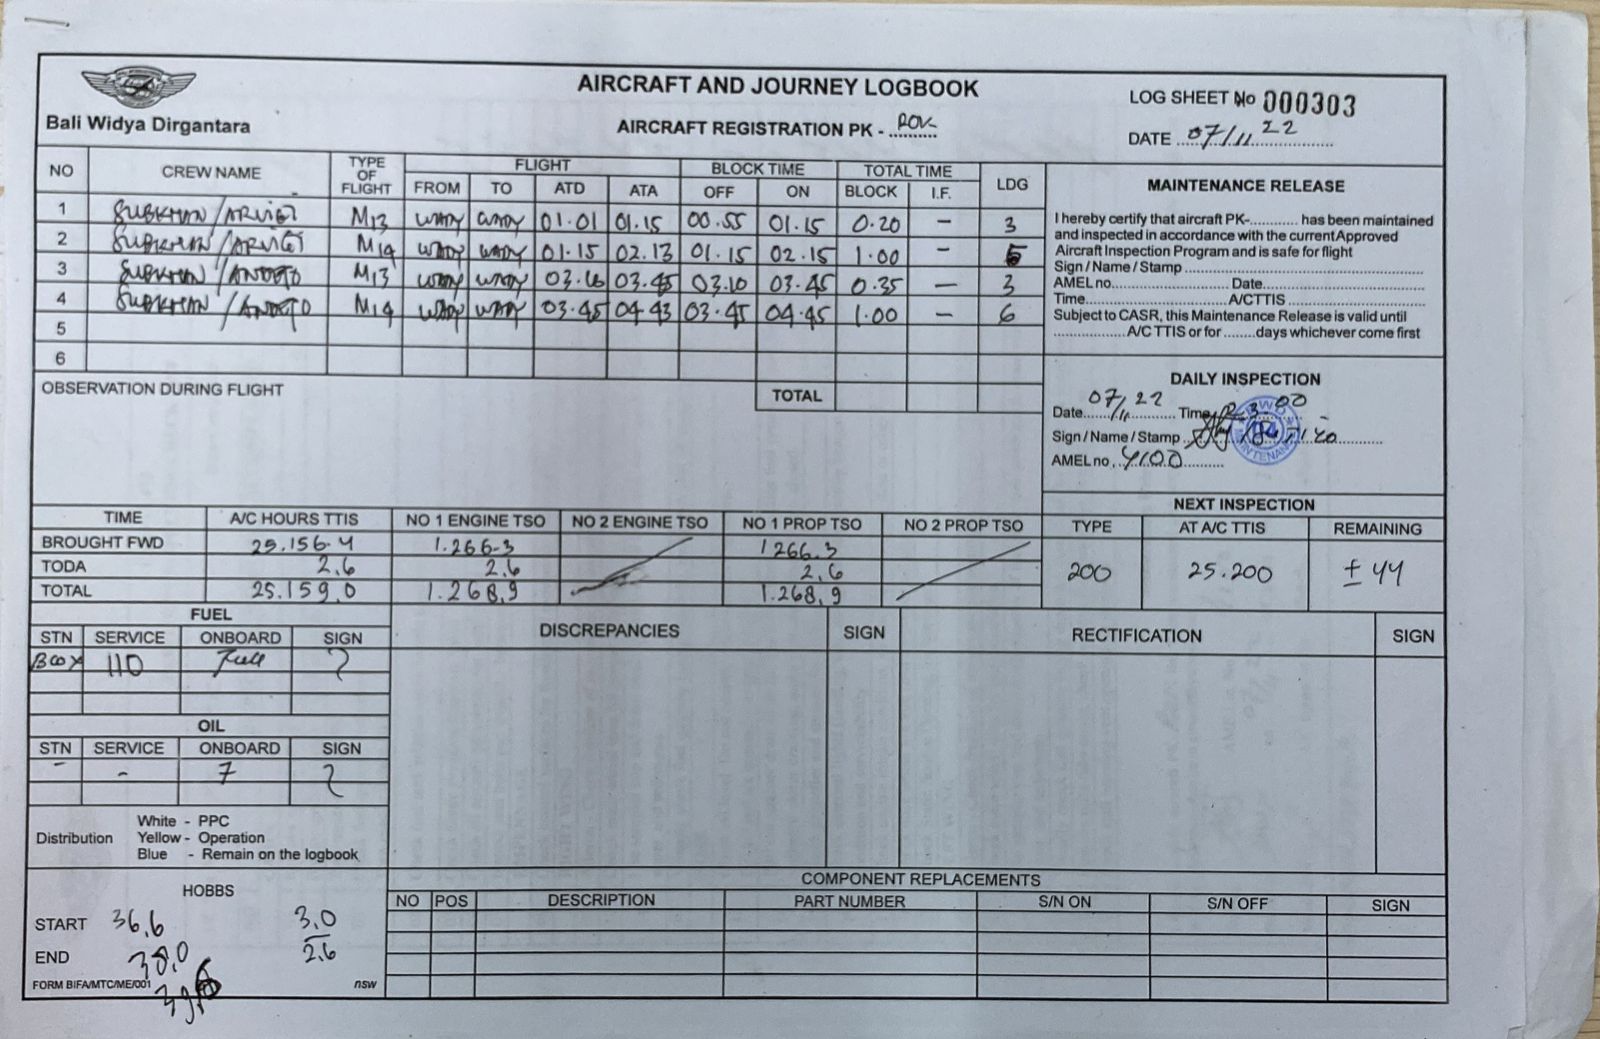 AIRCRAFT AND JOURNEY LOGBOOK
LOG SHEET No 000303
Bali Widya Dirgantara
AIRCRAFT REGISTRATION PK - ROK
DATE 07/11 22
NO CREW NAME TYPE OF FLIGHT FLIGHT BLOCK TIME TOTAL TIME LDG
FROM TO ATD ATA OFF ON BLOCK I.F.
1 SUBKHAN / M13 WADY WADY 01.01 01.15 00.55 01.15 0.20 - 3
2 SUBKHAN / M14 WADY WADY 01.15 02.13 01.15 02.15 1.00 - 5
3 SUBKHAN / M13 WADY WADY 03.16 03.45 03.10 03.45 0.35 - 3
4 SUBKHAN / M14 WADY WADY 03.45 04.43 03.45 04.45 1.00 - 6
5
6
TOTAL
OBSERVATION DURING FLIGHT
MAINTENANCE RELEASE
I hereby certify that aircraft PK-............ has been maintained
and inspected in accordance with the current Approved
Aircraft Inspection Program and is safe for flight
Sign / Name / Stamp
AMEL no. Date
Time A/CTTIS
Subject to CASR, this Maintenance Release is valid until
A/C TTIS or for ........days whichever come first
DAILY INSPECTION
Date 07/11 22 Time 23.00
Sign / Name / Stamp
BWD MAINTENANCE
AMEL no. 4100
NEXT INSPECTION
TYPE AT A/C TTIS REMAINING
200 25.200 ± 44
TIME A/C HOURS TTIS NO 1 ENGINE TSO NO 2 ENGINE TSO NO 1 PROP TSO NO 2 PROP TSO
BROUGHT FWD 25.156.4 1.266.3 1266.3
TODA 2,6 2,6 2,6
TOTAL 25.159,0 1.268,9 1.268,9
FUEL
STN SERVICE ONBOARD SIGN
110 Full
OIL
STN SERVICE ONBOARD SIGN
- - 7
DISCREPANCIES SIGN RECTIFICATION SIGN
Distribution
White - PPC
Yellow - Operation
Blue - Remain on the logbook
HOBBS
START 36,6 3,0
END 38,0 2,6
FORM BIFA/MTC/ME/001 nsw
COMPONENT REPLACEMENTS
NO POS DESCRIPTION PART NUMBER S/N ON S/N OFF SIGN